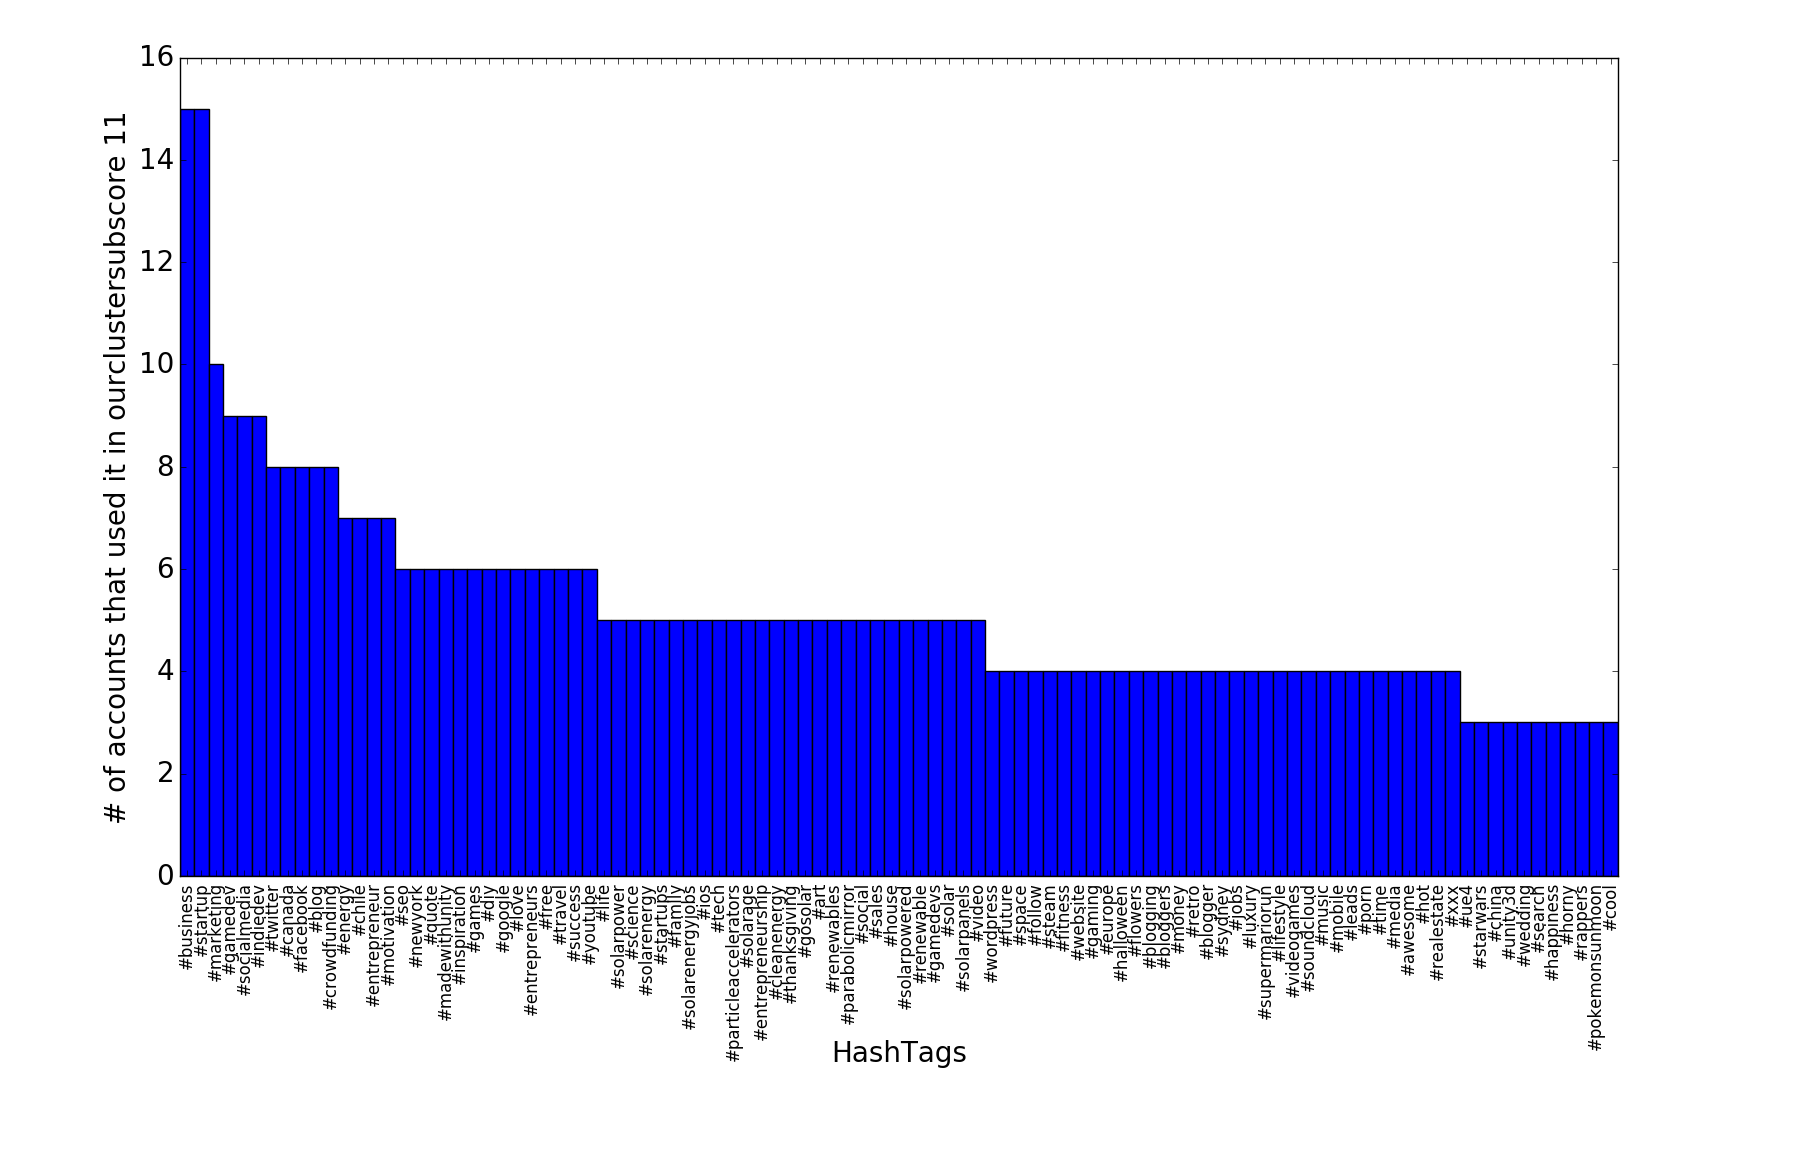 16
14
12
10
8
6
4
2
0
# of accounts that used it in ourclustersubscore 11
#business
#startup
#marketing
#gamedev
#socialmedia
#indiedev
#twitter
#canada
#facebook
#blog
#crowdfunding
#energy
#chile
#entrepreneur
#motivation
#seo
#newyork
#quote
#madewithunity
#inspiration
#games
#diy
#google
#love
#entrepreneurs
#free
#travel
#success
#youtube
#life
#solarpower
#science
#solarenergy
#startups
#family
#solarenergyjobs
#ios
#tech
#particleaccelerators
#solarage
#entrepreneurship
#cleanenergy
#thanksgiving
#gosolar
#art
#renewables
#parabolicmirror
#social
#sales
#house
#solarpowered
#renewable
#gamedevs
#solar
#solarpanels
#video
#wordpress
#future
#space
#follow
#steam
#fitness
#website
#gaming
#europe
#halloween
#flowers
#blogging
#bloggers
#money
#retro
#blogger
#sydney
#jobs
#luxury
#supermariorun
#lifestyle
#videogames
#soundcloud
#music
#mobile
#leads
#porn
#time
#media
#awesome
#hot
#realestate
#xxx
#ue4
#starwars
#china
#unity3d
#wedding
#search
#happiness
#horny
#rappers
#pokemonsunmoon
#cool
HashTags